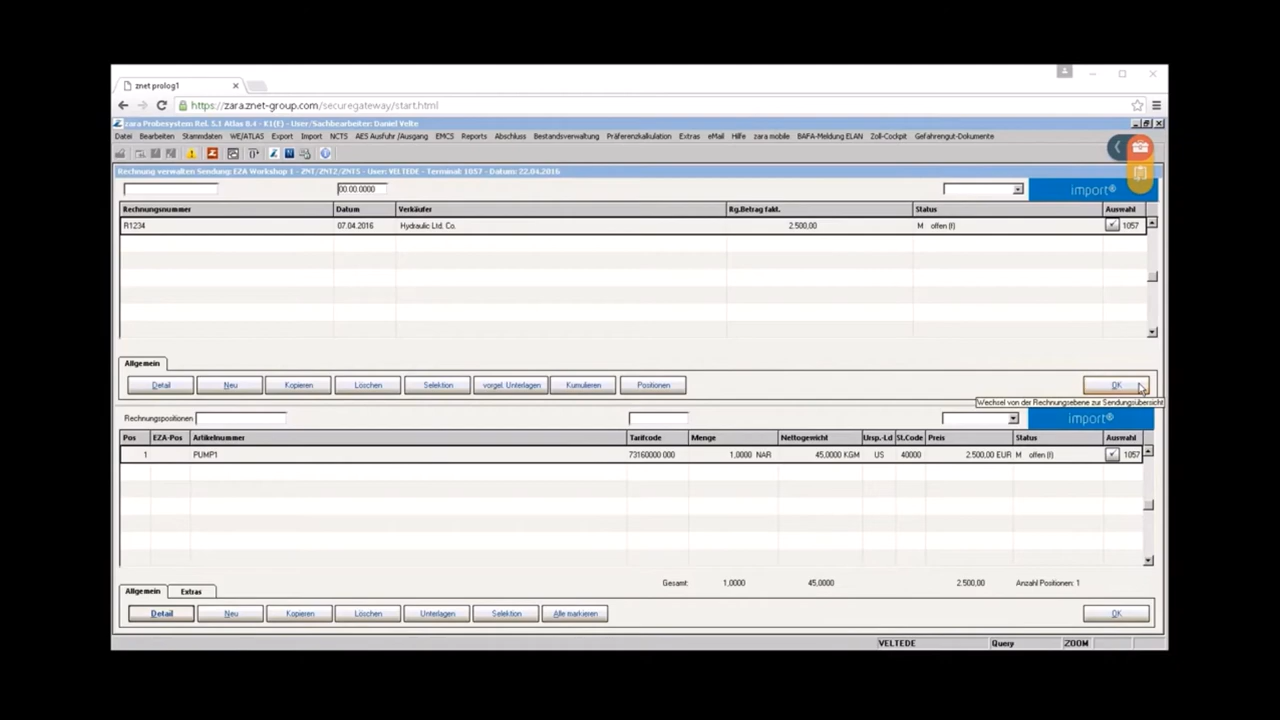 znet prolog1
https://zara.znet-group.com/securegateway/start.html
zara Probesystem Rel. 5.1 Atlas 8.4 - K1(E) - User/Sachbearbeiter: Daniel Velte
Datei Bearbeiten Stammdaten WE/ATLAS Export Import NCTS AES Ausfuhr /Ausgang EMCS Reports Abschluss Bestandsverwaltung Präferenzkalkulation Extras eMail Hilfe zara mobile BAFA-Meldung ELAN Zoll-Cockpit Gefahrengut-Dokumente
Rechnung verwalten Sendung: EZA Workshop 1 - ZNT/ZNT2/ZNT5 - User: VELTEDE - Terminal: 1057 - Datum: 22.04.2016
00.00.0000 import®
Rechnungsnummer Datum Verkäufer Rg.Betrag fakt. Status Auswahl
R1234 07.04.2016 Hydraulic Ltd. Co. 2.500,00 M offen (f) 1057
Allgemein
Detail Neu Kopieren Löschen Selektion vorgel. Unterlagen Kumulieren Positionen OK
Wechsel von der Rechnungsebene zur Sendungsübersicht
Rechnungspositionen import®
Pos EZA-Pos Artikelnummer Tarifcode Menge Nettogewicht Urspr.-Ld St.Code Preis Status Auswahl
1 PUMP1 73160000 000 1,0000 NAR 45,0000 KGM US 40000 2.500,00 EUR M offen (f) 1057
Gesamt: 1,0000 45,0000 2.500,00 Anzahl Positionen: 1
Allgemein Extras
Detail Neu Kopieren Löschen Unterlagen Selektion Alle markieren OK
VELTEDE Query ZOOM